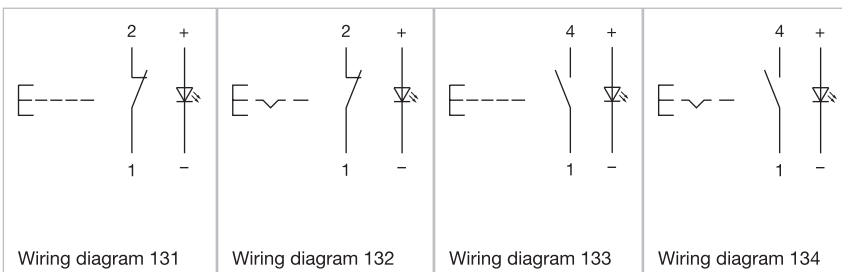 2 + 2 + 4 + 4 +
1 – 1 – 1 – 1 –
Wiring diagram 131 Wiring diagram 132 Wiring diagram 133 Wiring diagram 134